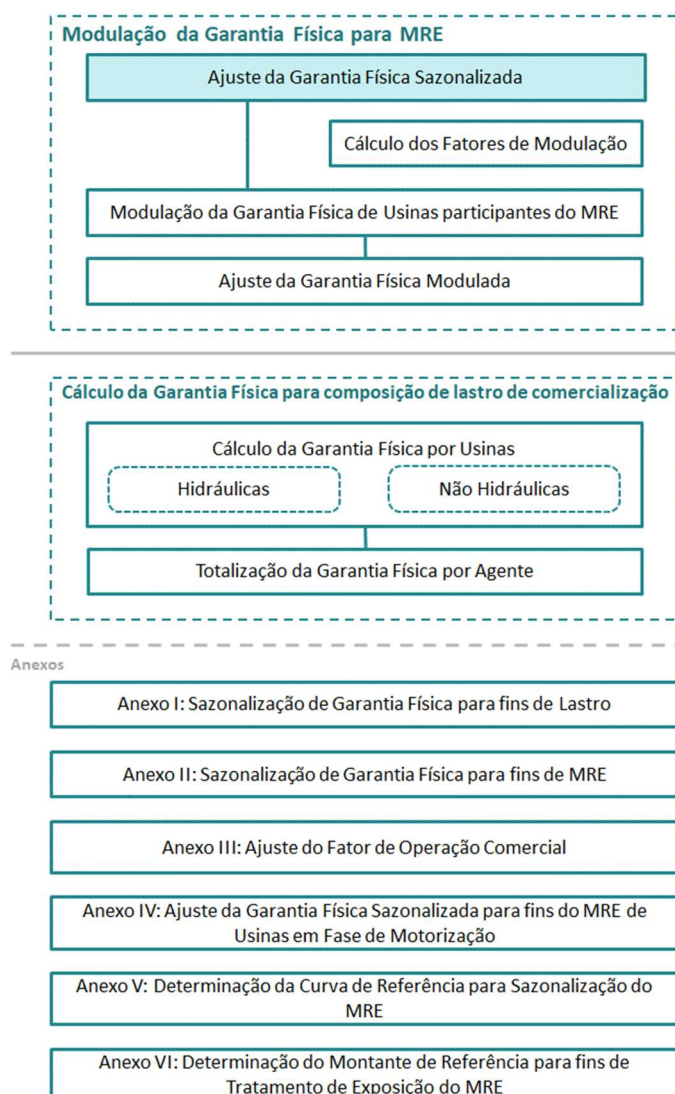 Modulação da Garantia Física para MRE
Ajuste da Garantia Física Sazonalizada
Cálculo dos Fatores de Modulação
Modulação da Garantia Física de Usinas participantes do MRE
Ajuste da Garantia Física Modulada
Cálculo da Garantia Física para composição de lastro de comercialização
Cálculo da Garantia Física por Usinas
Hidráulicas
Não Hidráulicas
Totalização da Garantia Física por Agente
Anexos
Anexo I: Sazonalização de Garantia Física para fins de Lastro
Anexo II: Sazonalização de Garantia Física para fins de MRE
Anexo III: Ajuste do Fator de Operação Comercial
Anexo IV: Ajuste da Garantia Física Sazonalizada para fins do MRE de
Usinas em Fase de Motorização
Anexo V: Determinação da Curva de Referência para Sazonalização do
MRE
Anexo VI: Determinação do Montante de Referência para fins de
Tratamento de Exposição do MRE